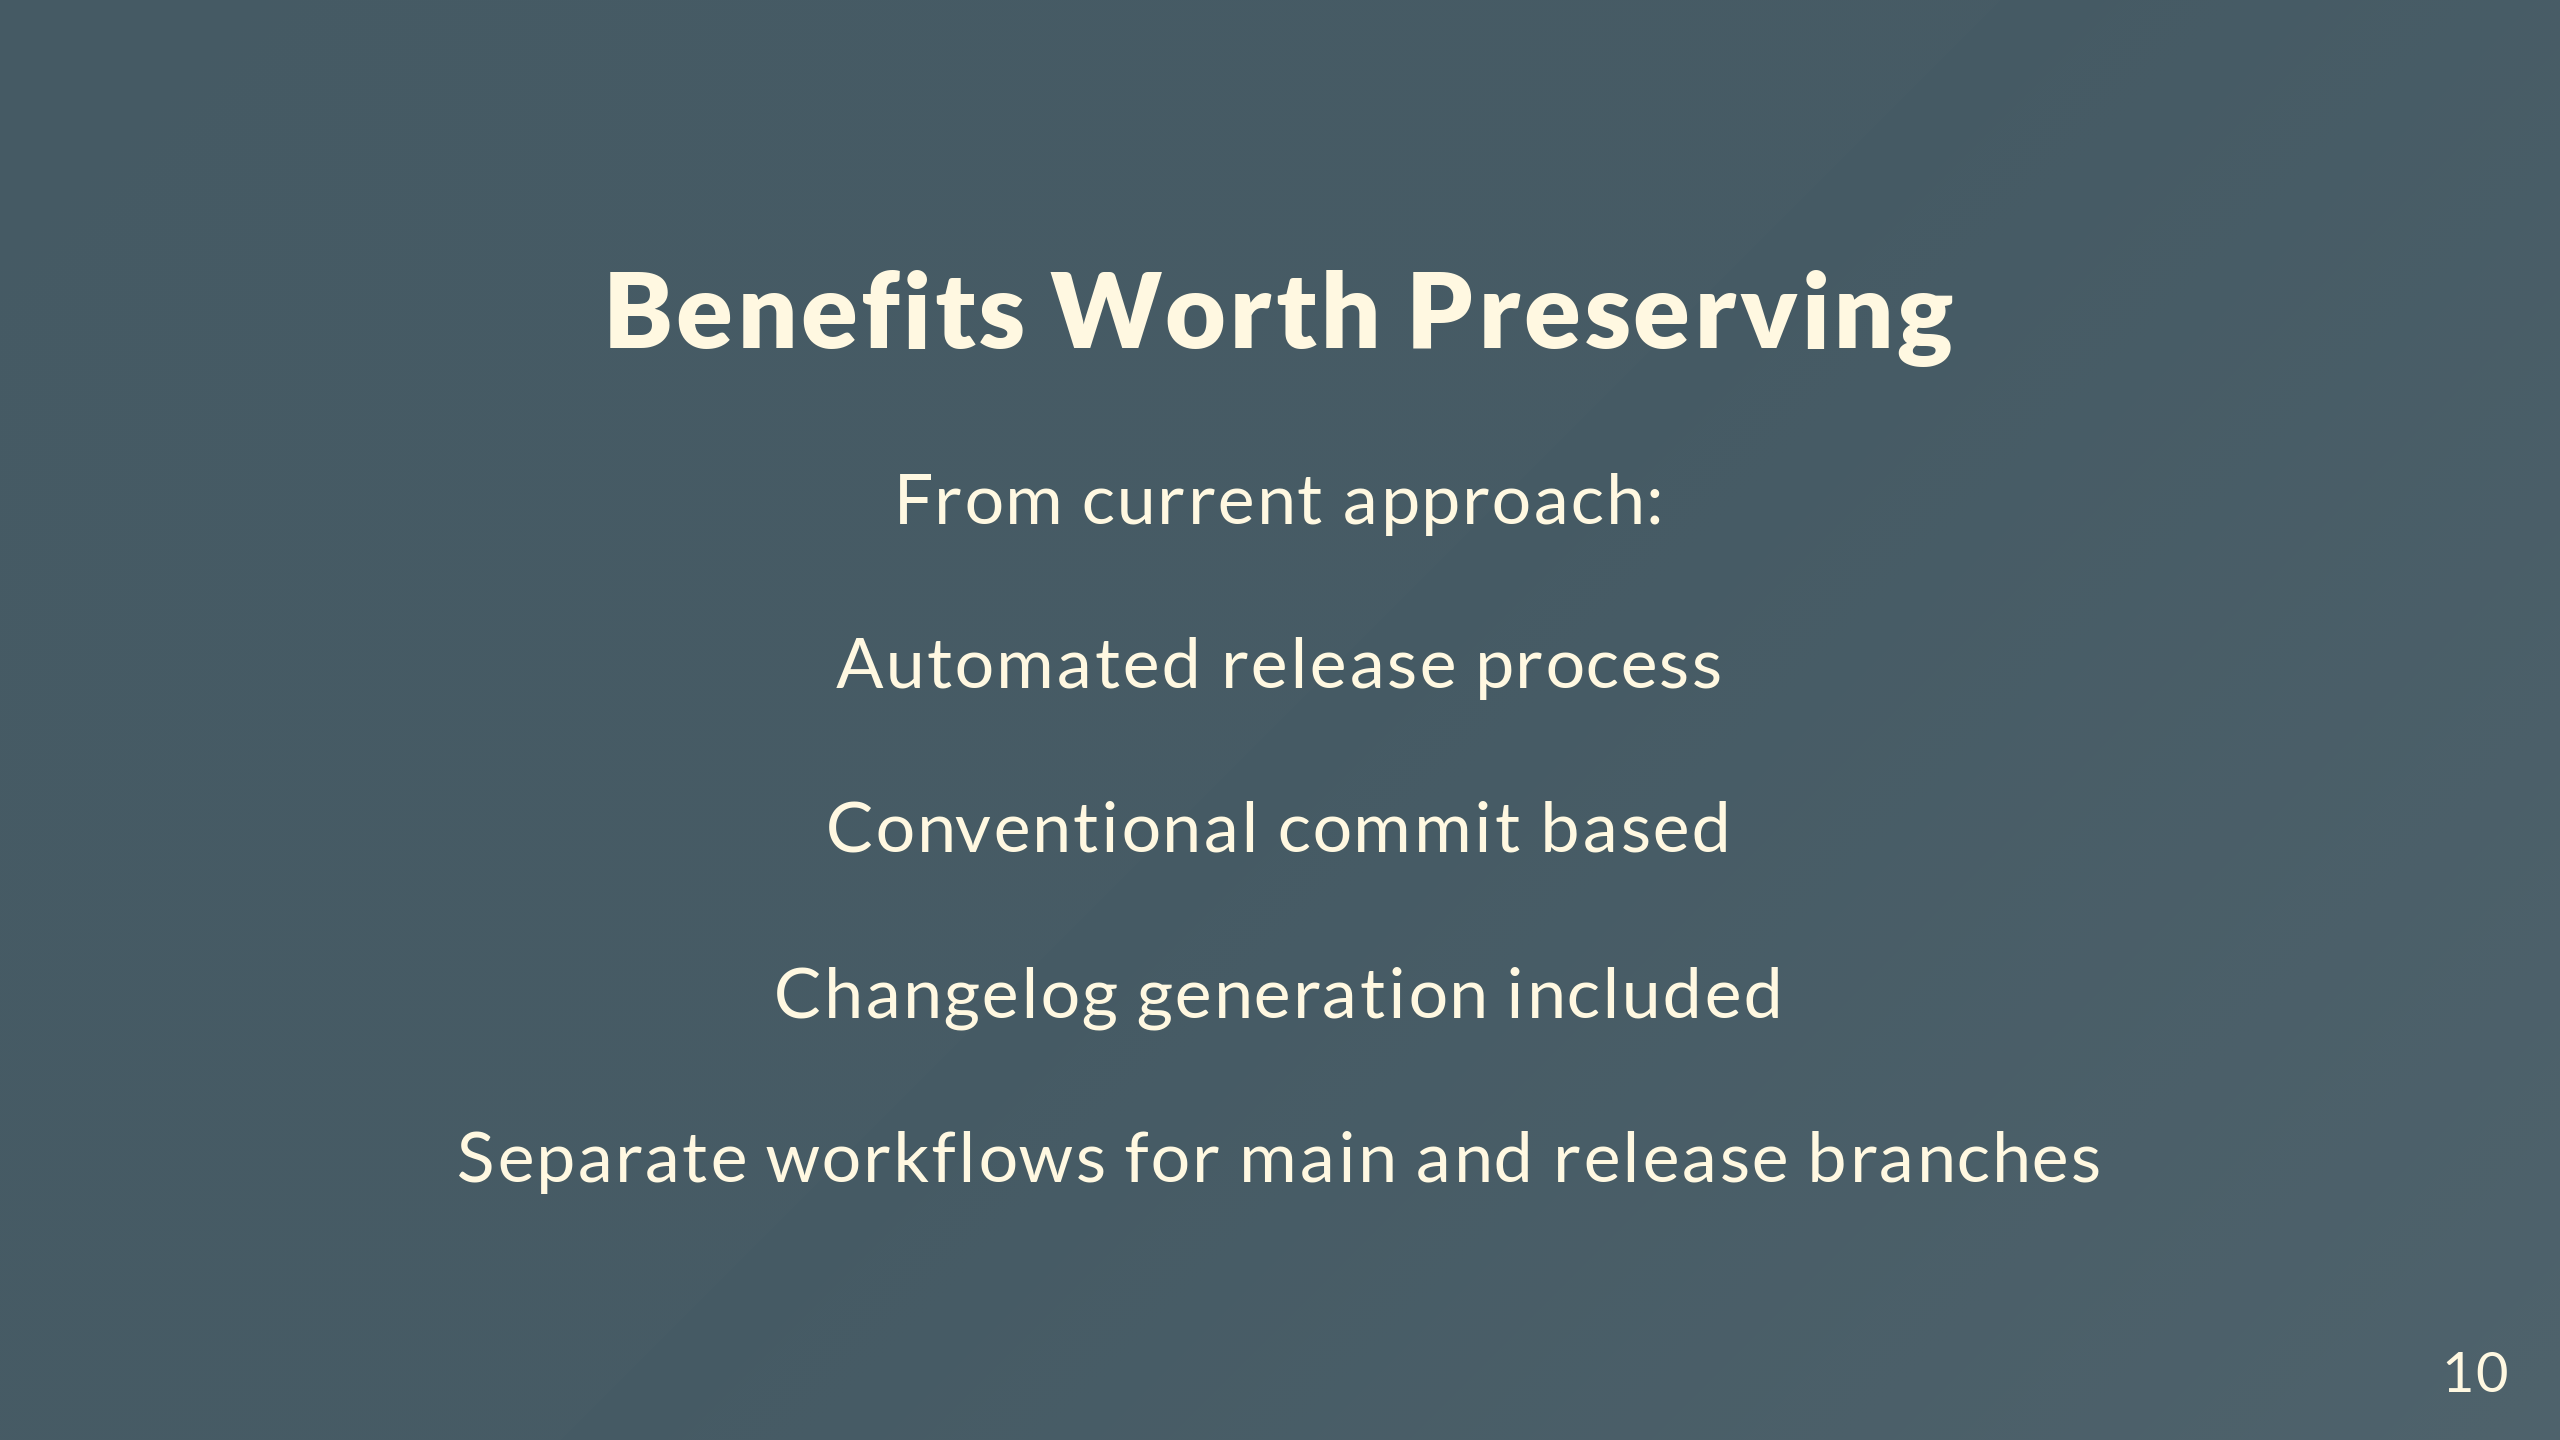 Benefits Worth Preserving
From current approach:
Automated release process
Conventional commit based
Changelog generation included
Separate workflows for main and release branches
10